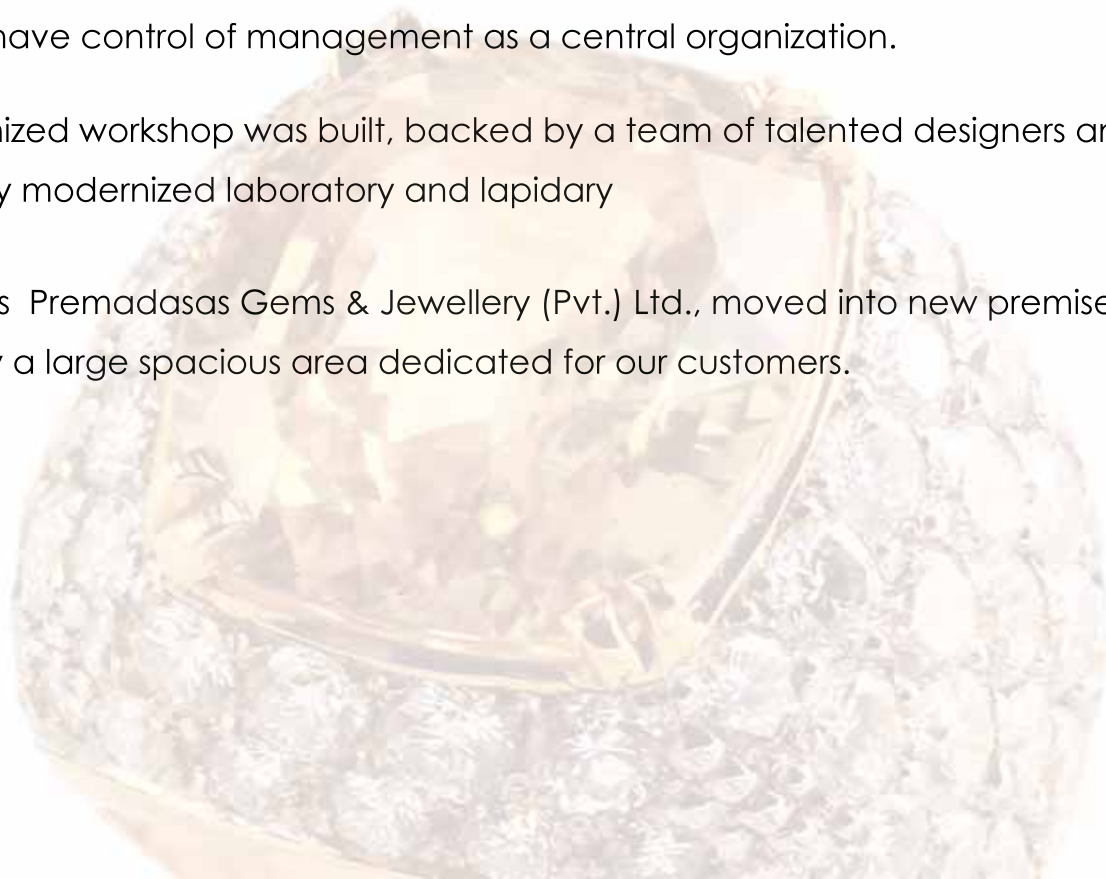 have control of management as a central organization.
nized workshop was built, backed by a team of talented designers ar
y modernized laboratory and lapidary
s Premadasas Gems & Jewellery (Pvt.) Ltd., moved into new premise
y a large spacious area dedicated for our customers.